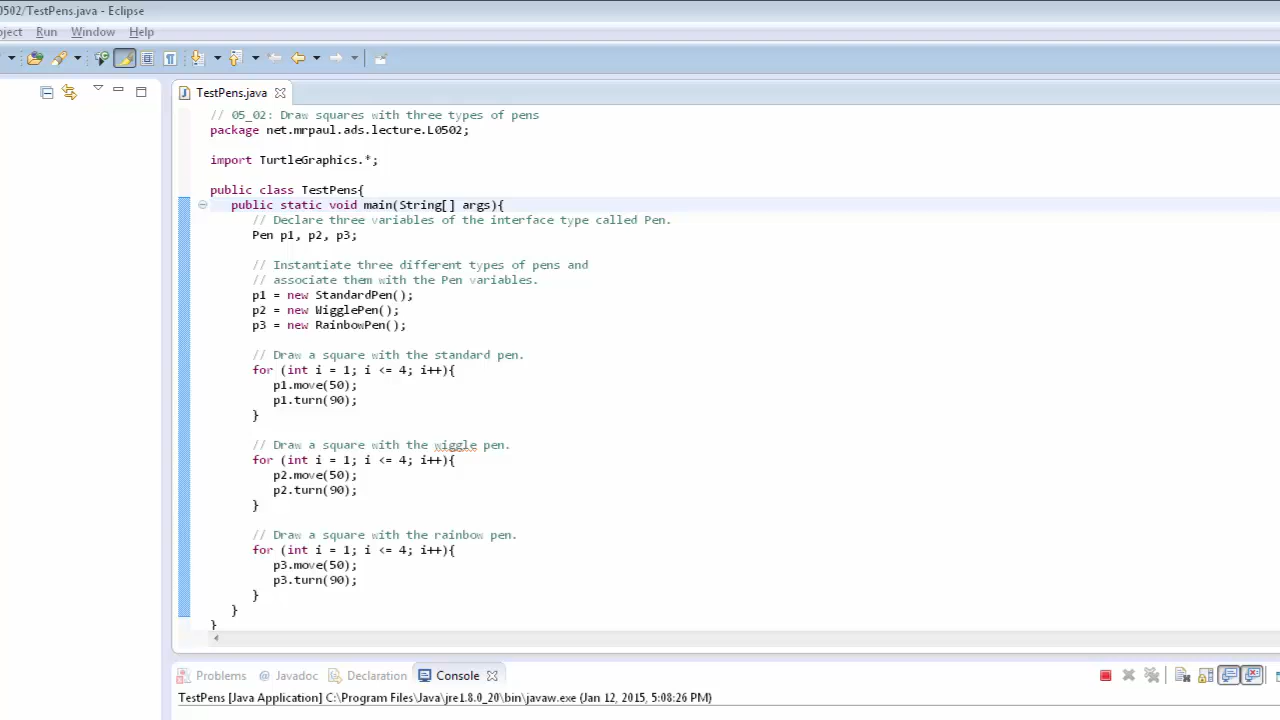 0502/TestPens.java - Eclipse
oject Run Window Help
TestPens.java
// 05_02: Draw squares with three types of pens
package net.mrpaul.ads.lecture.L0502;
import TurtleGraphics.*;
public class TestPens{
public static void main(String[] args){
// Declare three variables of the interface type called Pen.
Pen p1, p2, p3;
// Instantiate three different types of pens and
// associate them with the Pen variables.
p1 = new StandardPen();
p2 = new WigglePen();
p3 = new RainbowPen();
// Draw a square with the standard pen.
for (int i = 1; i <= 4; i++){
p1.move(50);
p1.turn(90);
}
// Draw a square with the wiggle pen.
for (int i = 1; i <= 4; i++){
p2.move(50);
p2.turn(90);
}
// Draw a square with the rainbow pen.
for (int i = 1; i <= 4; i++){
p3.move(50);
p3.turn(90);
}
}
}
Problems @ Javadoc Declaration Console
TestPens [Java Application] C:\Program Files\Java\jre1.8.0_20\bin\javaw.exe (Jan 12, 2015, 5:08:26 PM)